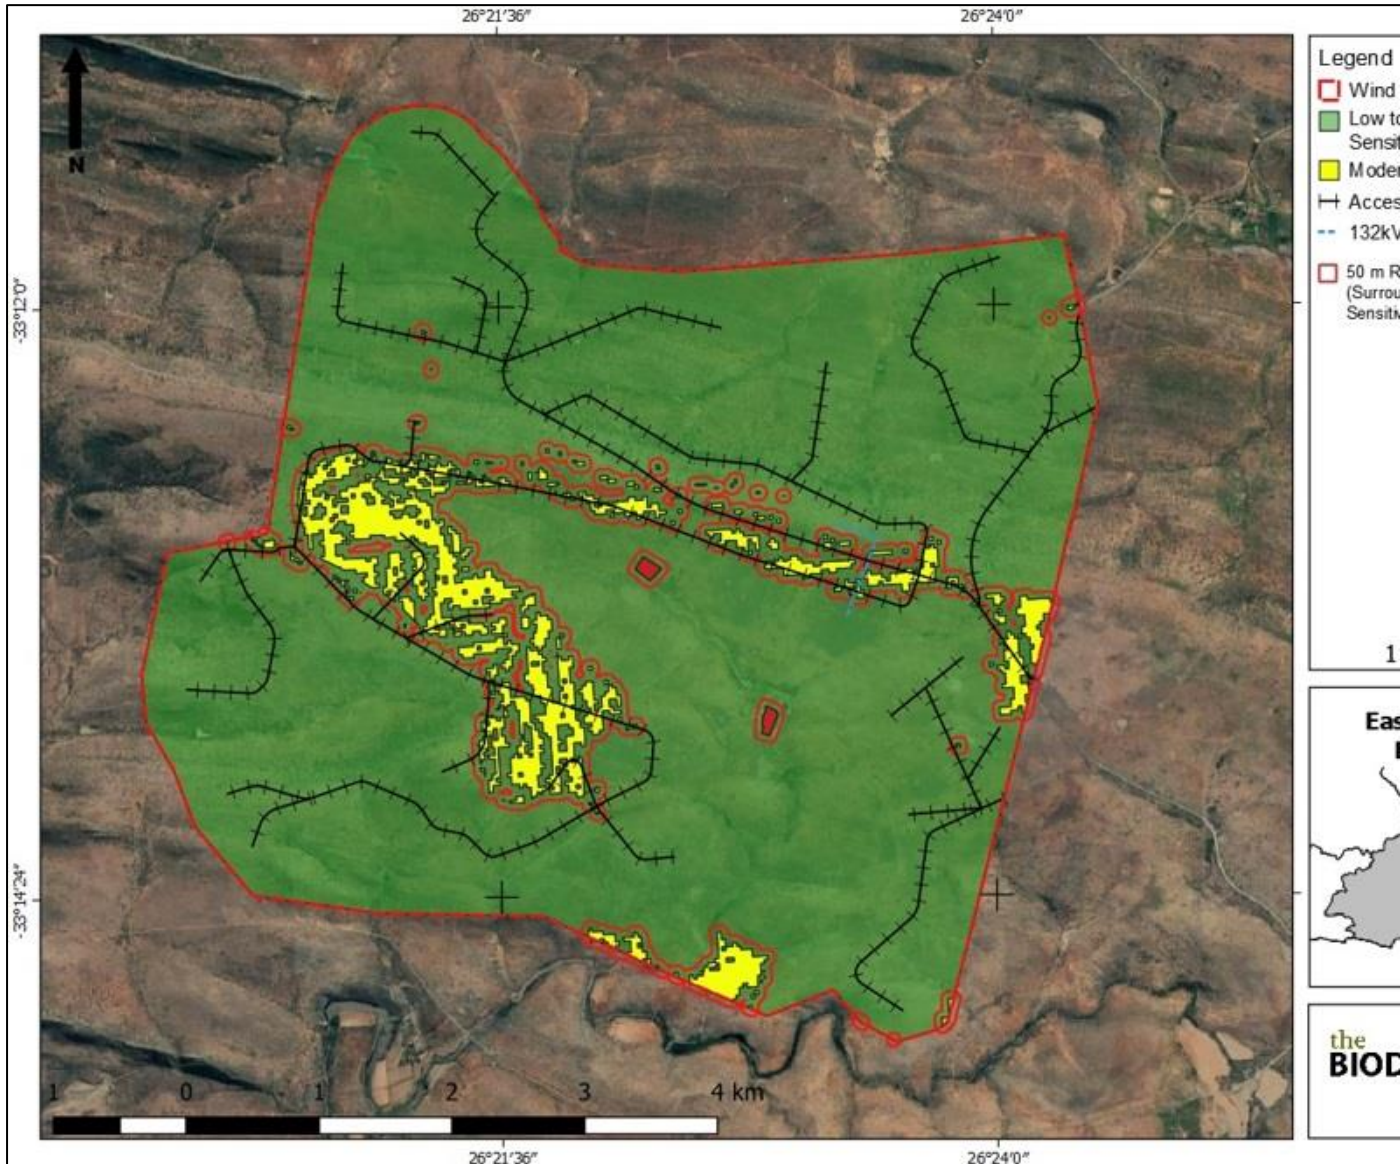 26°21'36" 26°24'0"
N
-33°12'0"
-33°14'24"
1 0 1 2 3 4 km
26°21'36" 26°24'0"
Legend
Wind
Low to
Sensit
Moder
Acces
132kV
50 m R
(Surrou
Sensitiv
1
Eas
the
BIOD